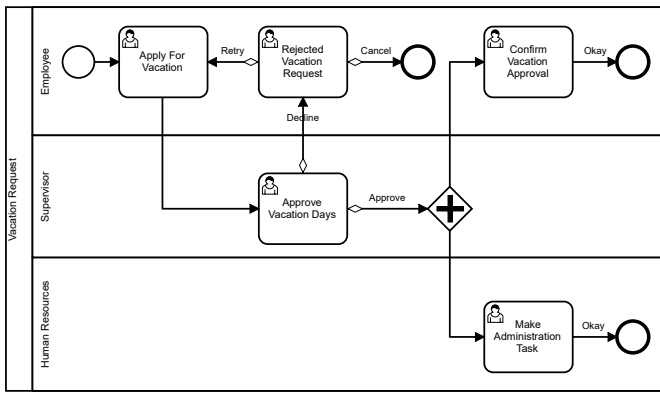 Vacation Request
Employee
Apply For
Vacation
Retry
Rejected
Vacation
Request
Cancel
Confirm
Vacation
Approval
Okay
Decline
Supervisor
Approve
Vacation Days
Approve
Human Resources
Make
Administration
Task
Okay